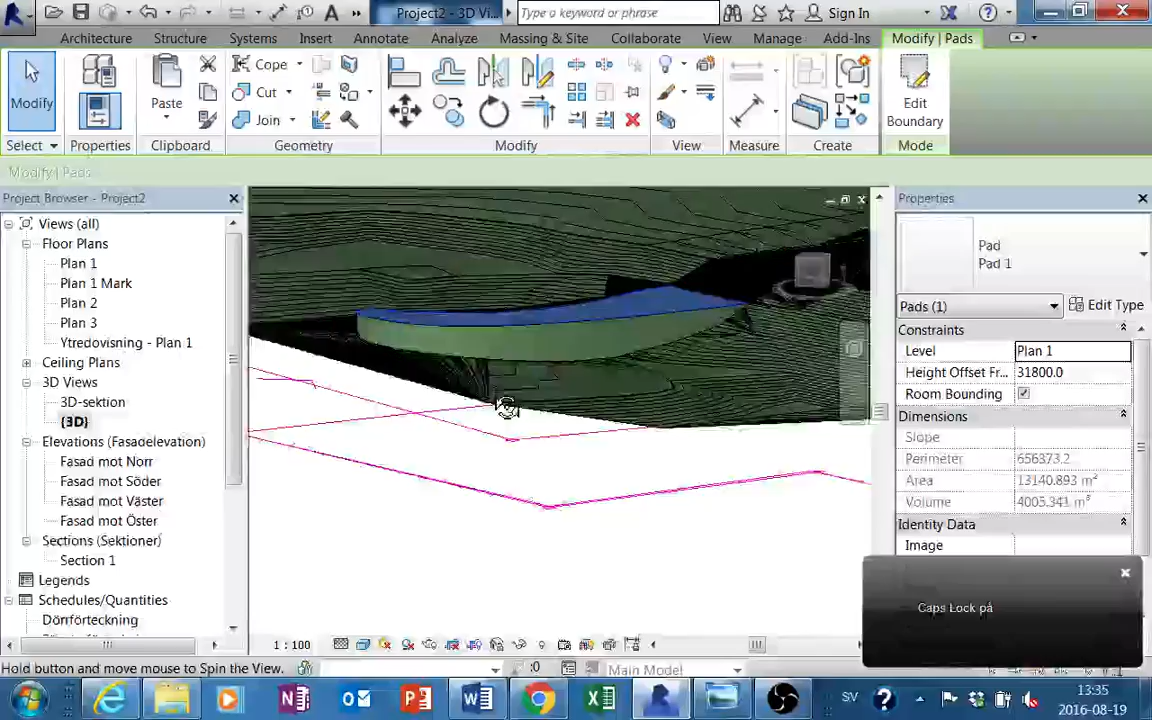 Project2 - 3D Vi...
Type a keyword or phrase
Sign In
Architecture
Structure
Systems
Insert
Annotate
Analyze
Massing & Site
Collaborate
View
Manage
Add-Ins
Modify | Pads
Modify
Paste
Cope
Cut
Join
Edit
Boundary
Select
Properties
Clipboard
Geometry
Modify
View
Measure
Create
Mode
Modify | Pads
Project Browser - Project2
Views (all)
Floor Plans
Plan 1
Plan 1 Mark
Plan 2
Plan 3
Ytredovisning - Plan 1
Ceiling Plans
3D Views
3D-sektion
(3D)
Elevations (Fasadelevation)
Fasad mot Norr
Fasad mot Söder
Fasad mot Väster
Fasad mot Öster
Sections (Sektioner)
Section 1
Legends
Schedules/Quantities
Dörrförteckning
Properties
Pad
Pad 1
Pads (1)
Edit Type
Constraints
Level Plan 1
Height Offset Fr... 31800.0
Room Bounding
Dimensions
Slope
Perimeter 656373.2
Area 13140.893 m²
Volume 4005.341 m³
Identity Data
Image
Caps Lock på
1 : 100
Hold button and move mouse to Spin the View.
:0
Main Model
SV
13:35
2016-08-19